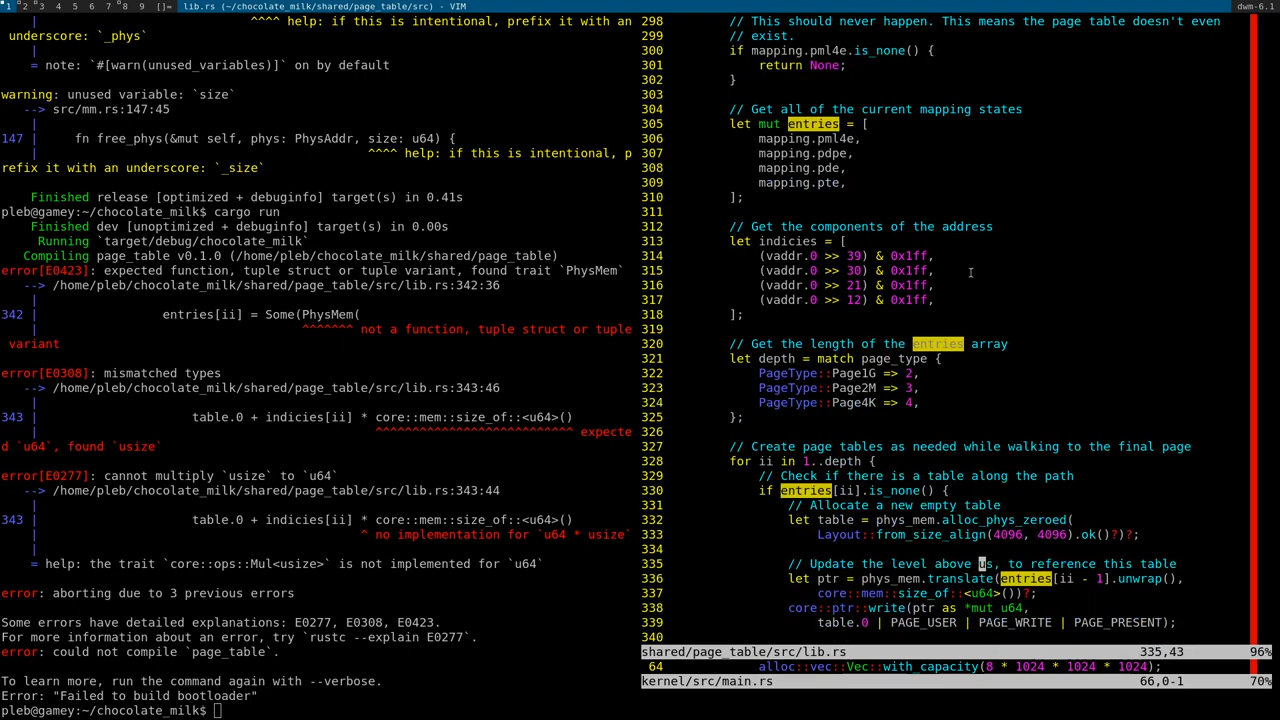 1 2 3 4 5 6 7 8 9 []= lib.rs (~/chocolate_milk/shared/page_table/src) - VIM dwm-6.1
^^^^ help: if this is intentional, prefix it with an
underscore: `_phys`
|
= note: `#[warn(unused_variables)]` on by default
warning: unused variable: `size`
--> src/mm.rs:147:45
|
147 | fn free_phys(&mut self, phys: PhysAddr, size: u64) {
| ^^^^ help: if this is intentional, p
refix it with an underscore: `_size`
Finished release [optimized + debuginfo] target(s) in 0.41s
pleb@gamey:~/chocolate_milk$ cargo run
Finished dev [unoptimized + debuginfo] target(s) in 0.00s
Running `target/debug/chocolate_milk`
Compiling page_table v0.1.0 (/home/pleb/chocolate_milk/shared/page_table)
error[E0423]: expected function, tuple struct or tuple variant, found trait `PhysMem`
--> /home/pleb/chocolate_milk/shared/page_table/src/lib.rs:342:36
|
342 | entries[ii] = Some(PhysMem(
| ^^^^^^^ not a function, tuple struct or tuple
variant
error[E0308]: mismatched types
--> /home/pleb/chocolate_milk/shared/page_table/src/lib.rs:343:46
|
343 | table.0 + indicies[ii] * core::mem::size_of::<u64>()
| ^^^^^^^^^^^^^^^^^^^^^^^^^^ expecte
d `u64`, found `usize`
error[E0277]: cannot multiply `usize` to `u64`
--> /home/pleb/chocolate_milk/shared/page_table/src/lib.rs:343:44
|
343 | table.0 + indicies[ii] * core::mem::size_of::<u64>()
| ^ no implementation for `u64 * usize`
|
= help: the trait `core::ops::Mul<usize>` is not implemented for `u64`
error: aborting due to 3 previous errors
Some errors have detailed explanations: E0277, E0308, E0423.
For more information about an error, try `rustc --explain E0277`.
error: could not compile `page_table`.
To learn more, run the command again with --verbose.
Error: "Failed to build bootloader"
pleb@gamey:~/chocolate_milk$
298 // This should never happen. This means the page table doesn't even
299 // exist.
300 if mapping.pml4e.is_none() {
301 return None;
302 }
303
304 // Get all of the current mapping states
305 let mut entries = [
306 mapping.pml4e,
307 mapping.pdpe,
308 mapping.pde,
309 mapping.pte,
310 ];
311
312 // Get the components of the address
313 let indicies = [
314 (vaddr.0 >> 39) & 0x1ff,
315 (vaddr.0 >> 30) & 0x1ff,
316 (vaddr.0 >> 21) & 0x1ff,
317 (vaddr.0 >> 12) & 0x1ff,
318 ];
319
320 // Get the length of the entries array
321 let depth = match page_type {
322 PageType::Page1G => 2,
323 PageType::Page2M => 3,
324 PageType::Page4K => 4,
325 };
326
327 // Create page tables as needed while walking to the final page
328 for ii in 1..depth {
329 // Check if there is a table along the path
330 if entries[ii].is_none() {
331 // Allocate a new empty table
332 let table = phys_mem.alloc_phys_zeroed(
333 Layout::from_size_align(4096, 4096).ok()?)?;
334
335 // Update the level above us, to reference this table
336 let ptr = phys_mem.translate(entries[ii - 1].unwrap(),
337 core::mem::size_of::<u64>())?;
338 core::ptr::write(ptr as *mut u64,
339 table.0 | PAGE_USER | PAGE_WRITE | PAGE_PRESENT);
340
shared/page_table/src/lib.rs 335,43 96%
64 alloc::vec::Vec::with_capacity(8 * 1024 * 1024 * 1024);
kernel/src/main.rs 66,0-1 70%